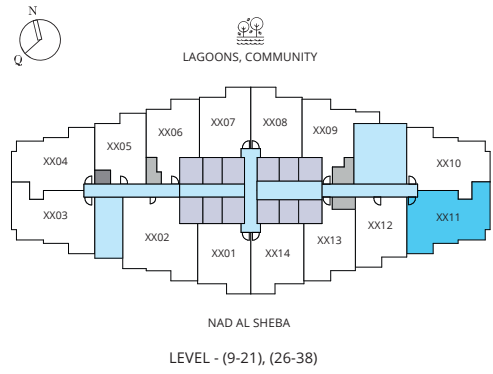 N
Q
LAGOONS, COMMUNITY
XX07
XX08
XX06
XX09
XX05
XX04
XX10
XX03
XX11
XX02
XX12
XX13
XX01
XX14
NAD AL SHEBA
LEVEL - (9-21), (26-38)